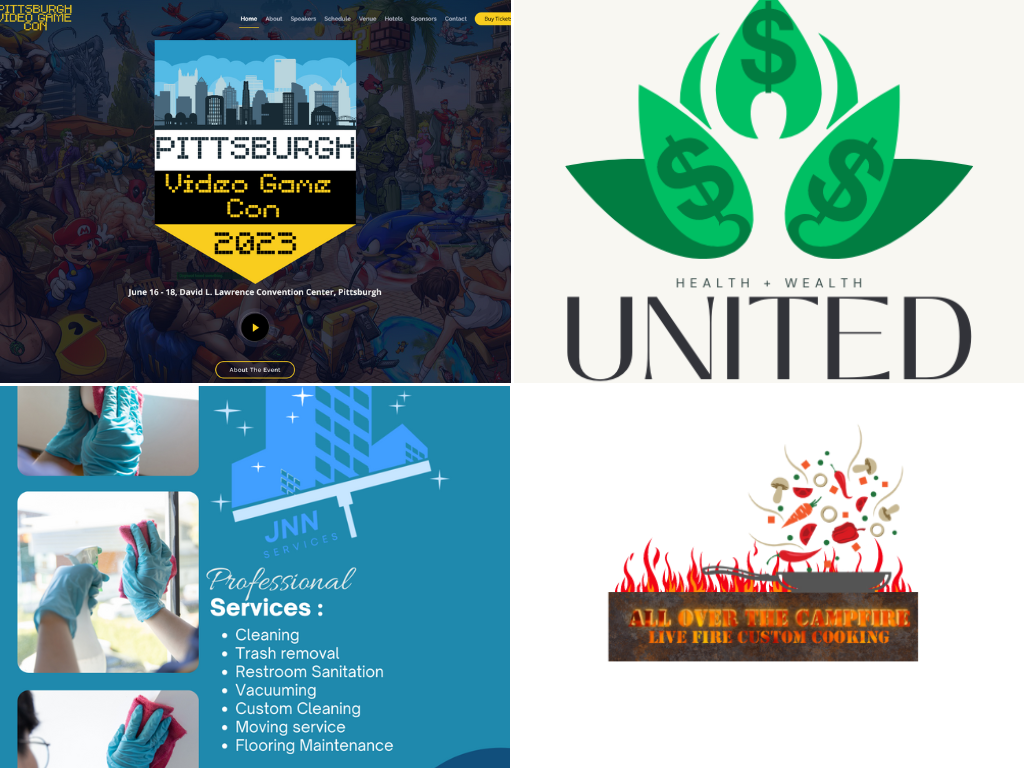 PITTSBURGH
VIDEO GAME
CON
Home About Speakers Schedule Venue Hotels Sponsors Contact Buy Tickets
PITTSBURGH
Video Game
Con
2023
June 16 - 18, David L. Lawrence Convention Center, Pittsburgh
About The Event
$
$ $
HEALTH + WEALTH
UNITED
JNN
SERVICES
Professional
Services :
• Cleaning
• Trash removal
• Restroom Sanitation
• Vacuuming
• Custom Cleaning
• Moving service
• Flooring Maintenance
ALL OVER THE CAMPFIRE
LIVE FIRE CUSTOM COOKING